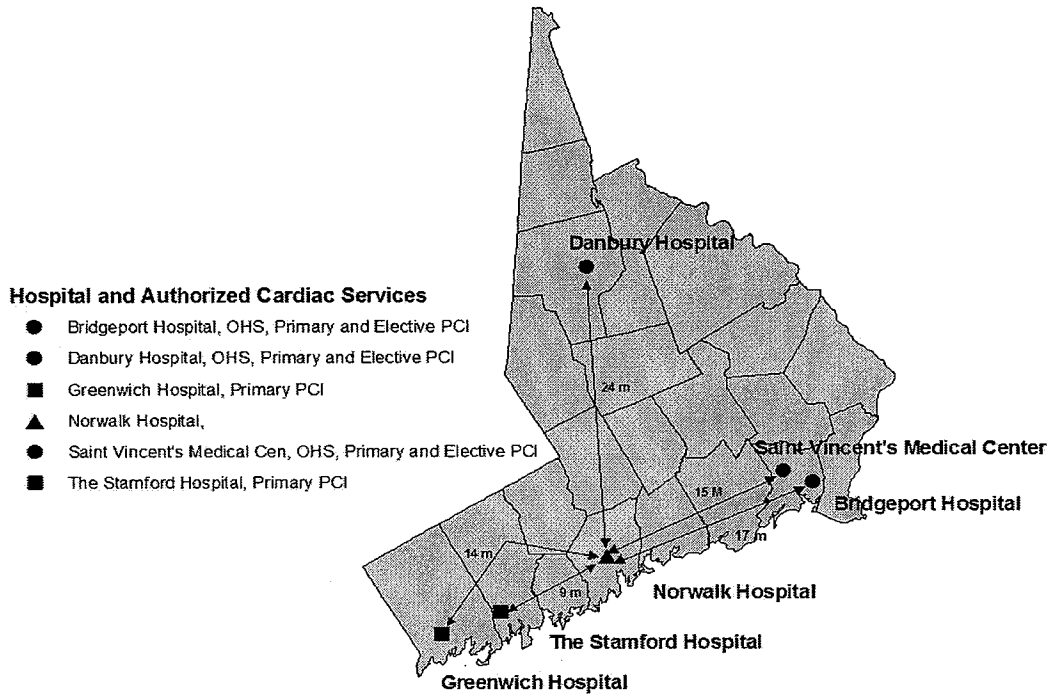 Danbury Hospital
Hospital and Authorized Cardiac Services
Bridgeport Hospital, OHS, Primary and Elective PCI
Danbury Hospital, OHS, Primary and Elective PCI
Greenwich Hospital, Primary PCI
Norwalk Hospital,
Saint Vincent's Medical Cen, OHS, Primary and Elective PCI
The Stamford Hospital, Primary PCI
24 m
Saint Vincent's Medical Center
15 M
Bridgeport Hospital
17 m
14 m
9 m
Norwalk Hospital
The Stamford Hospital
Greenwich Hospital